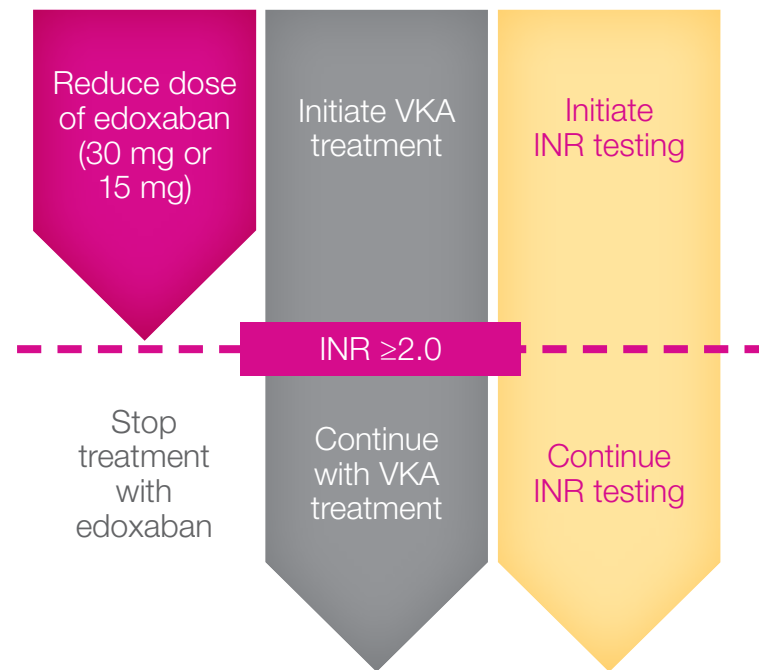 Reduce dose
of edoxaban
(30 mg or
15 mg)
Initiate VKA
treatment
Initiate
INR testing
INR ≥2.0
Stop
treatment
with
edoxaban
Continue
with VKA
treatment
Continue
INR testing